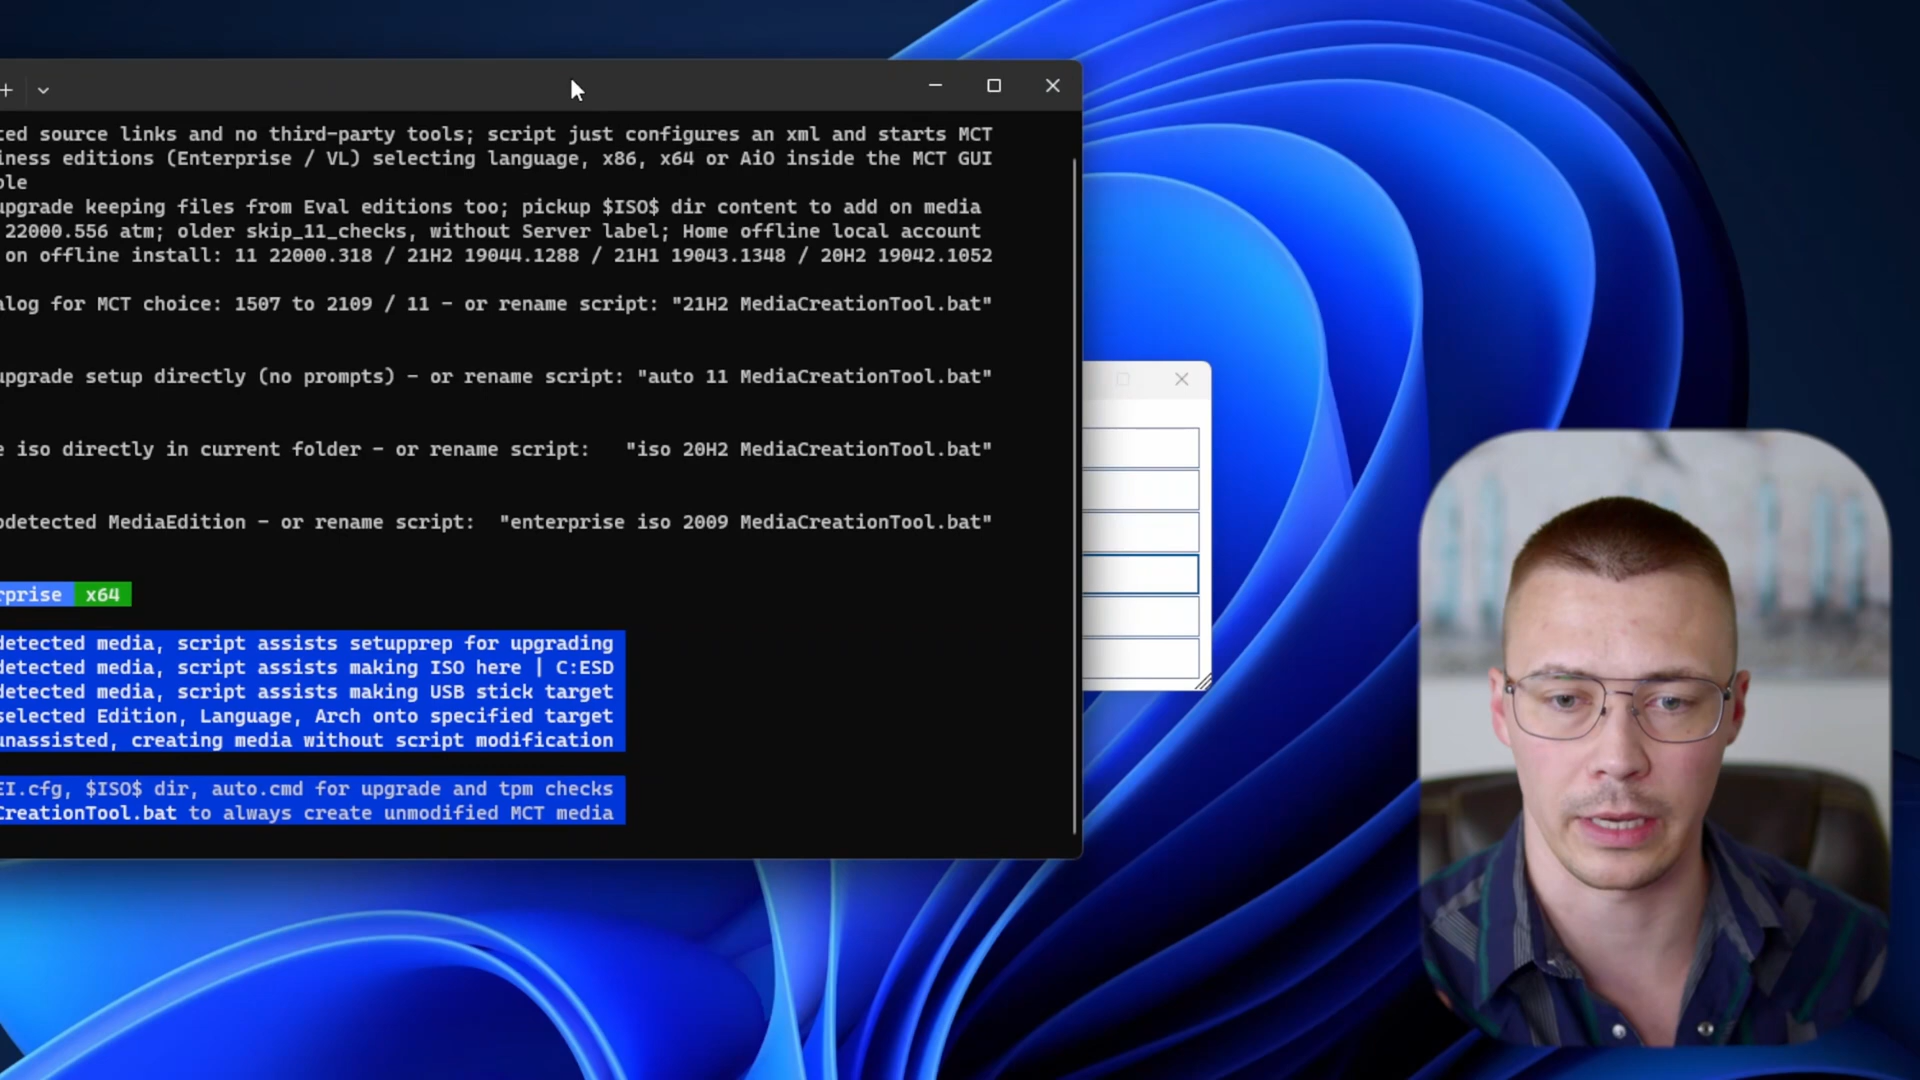 source links and no third-party tools; script just configures an xml and starts MCT
editions (Enterprise / VL) selecting language, x86, x64 or AiO inside the MCT GUI
upgrade keeping files from Eval editions too; pickup $ISO$ dir content to add on media
22000.556 atm; older skip_11_checks, without Server label; Home offline local account
on offline install: 11 22000.318 / 21H2 19044.1288 / 21H1 19043.1348 / 20H2 19042.1052
for MCT choice: 1507 to 2109 / 11 - or rename script: "21H2 MediaCreationTool.bat"
upgrade setup directly (no prompts) - or rename script: "auto 11 MediaCreationTool.bat"
iso directly in current folder - or rename script: "iso 20H2 MediaCreationTool.bat"
MediaEdition - or rename script: "enterprise iso 2009 MediaCreationTool.bat"
x64
detected media, script assists setupprep for upgrading
detected media, script assists making ISO here | C:ESD
detected media, script assists making USB stick target
selected Edition, Language, Arch onto specified target
unassisted, creating media without script modification
EI.cfg, $ISO$ dir, auto.cmd for upgrade and tpm checks
CreationTool.bat to always create unmodified MCT media